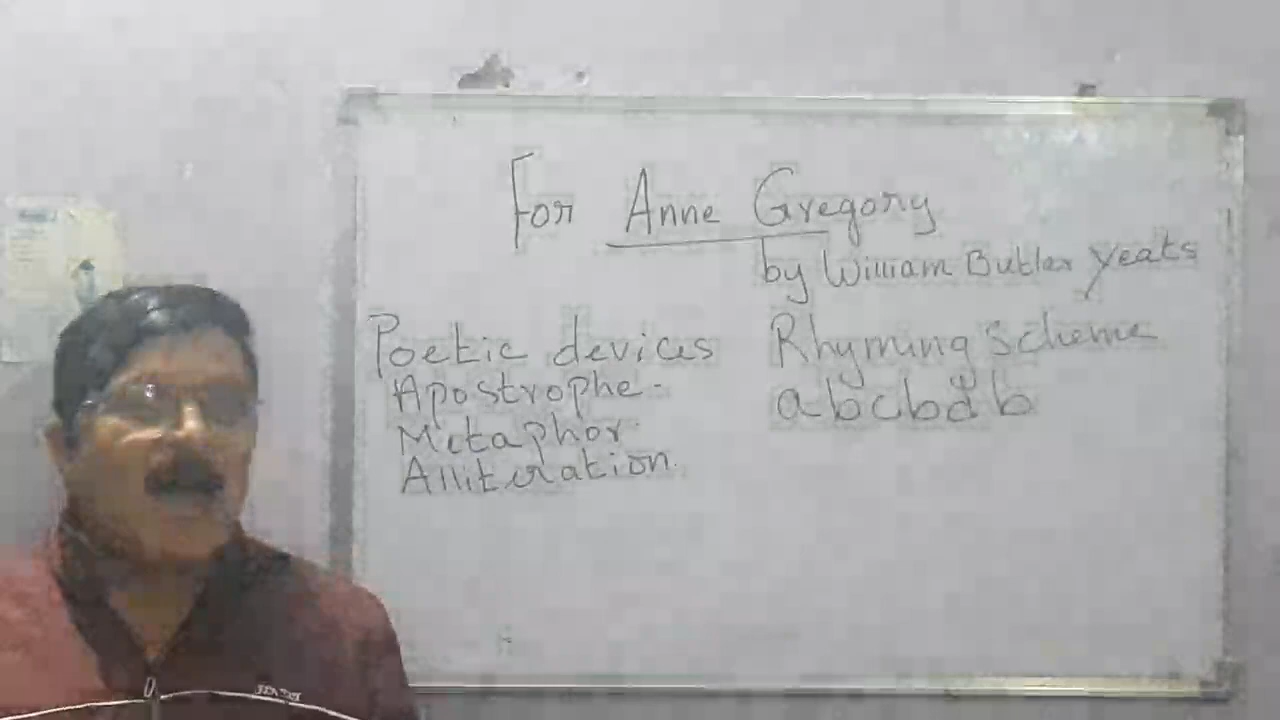 For Anne Gregory
by William Butler Yeats
Poetic devices
Apostrophe -
Metaphor
Alliteration.
Rhyming scheme
abcbdb